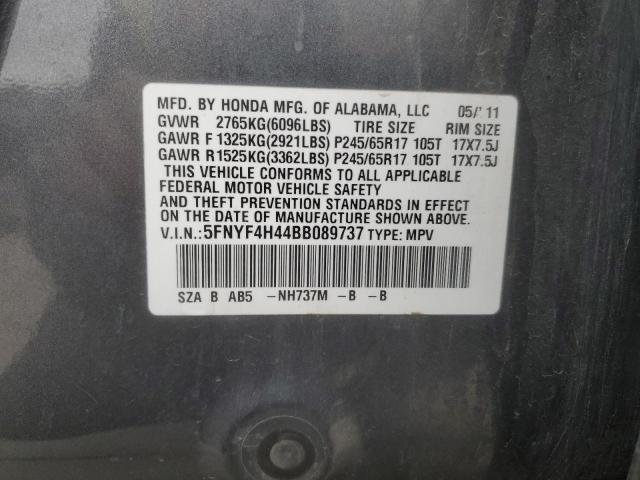 MFD. BY HONDA MFG. OF ALABAMA, LLC 05/11
GVWR 2765KG(6096LBS) TIRE SIZE RIM SIZE
GAWR F 1325KG(2921LBS) P245/65R17 105T 17X7.5J
GAWR R1525KG(3362LBS) P245/65R17 105T 17X7.5J
THIS VEHICLE CONFORMS TO ALL APPLICABLE
FEDERAL MOTOR VEHICLE SAFETY
AND THEFT PREVENTION STANDARDS IN EFFECT
ON THE DATE OF MANUFACTURE SHOWN ABOVE.
V.I.N.: 5FNYF4H44BB089737 TYPE: MPV
SZA B AB5 -NH737M -B -B